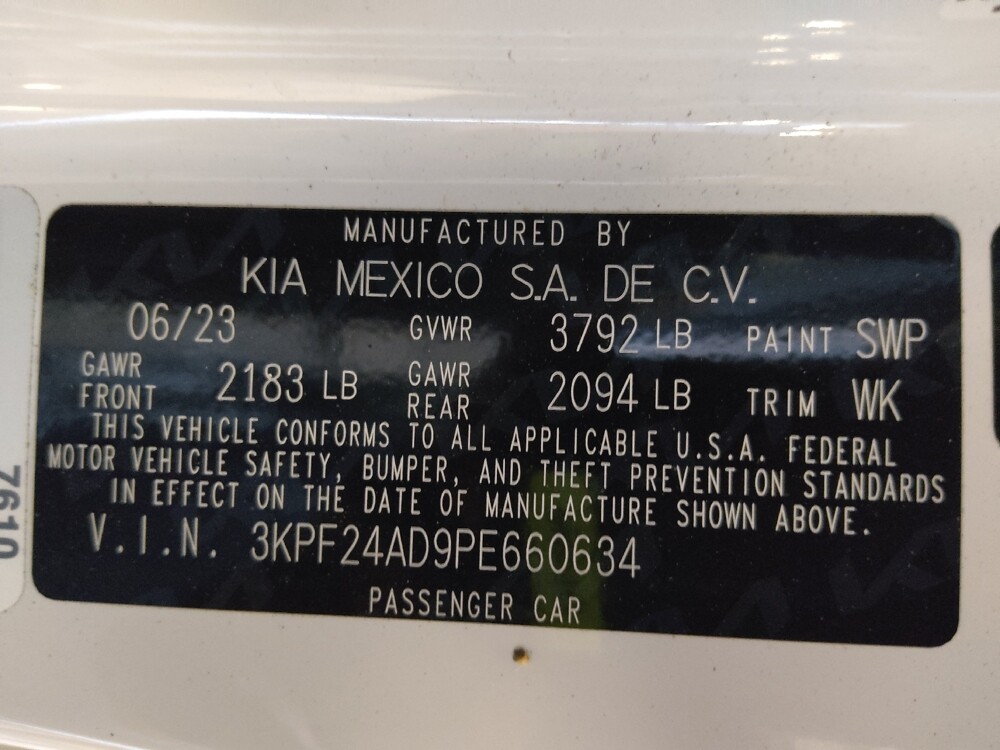 MANUFACTURED BY
KIA MEXICO S.A. DE C.V.
06/23 GVWR 3792 LB PAINT SWP
GAWR FRONT 2183 LB GAWR REAR 2094 LB TRIM WK
THIS VEHICLE CONFORMS TO ALL APPLICABLE U.S.A. FEDERAL
MOTOR VEHICLE SAFETY, BUMPER, AND THEFT PREVENTION STANDARDS
IN EFFECT ON THE DATE OF MANUFACTURE SHOWN ABOVE.
V.I.N. 3KPF24AD9PE660634
PASSENGER CAR